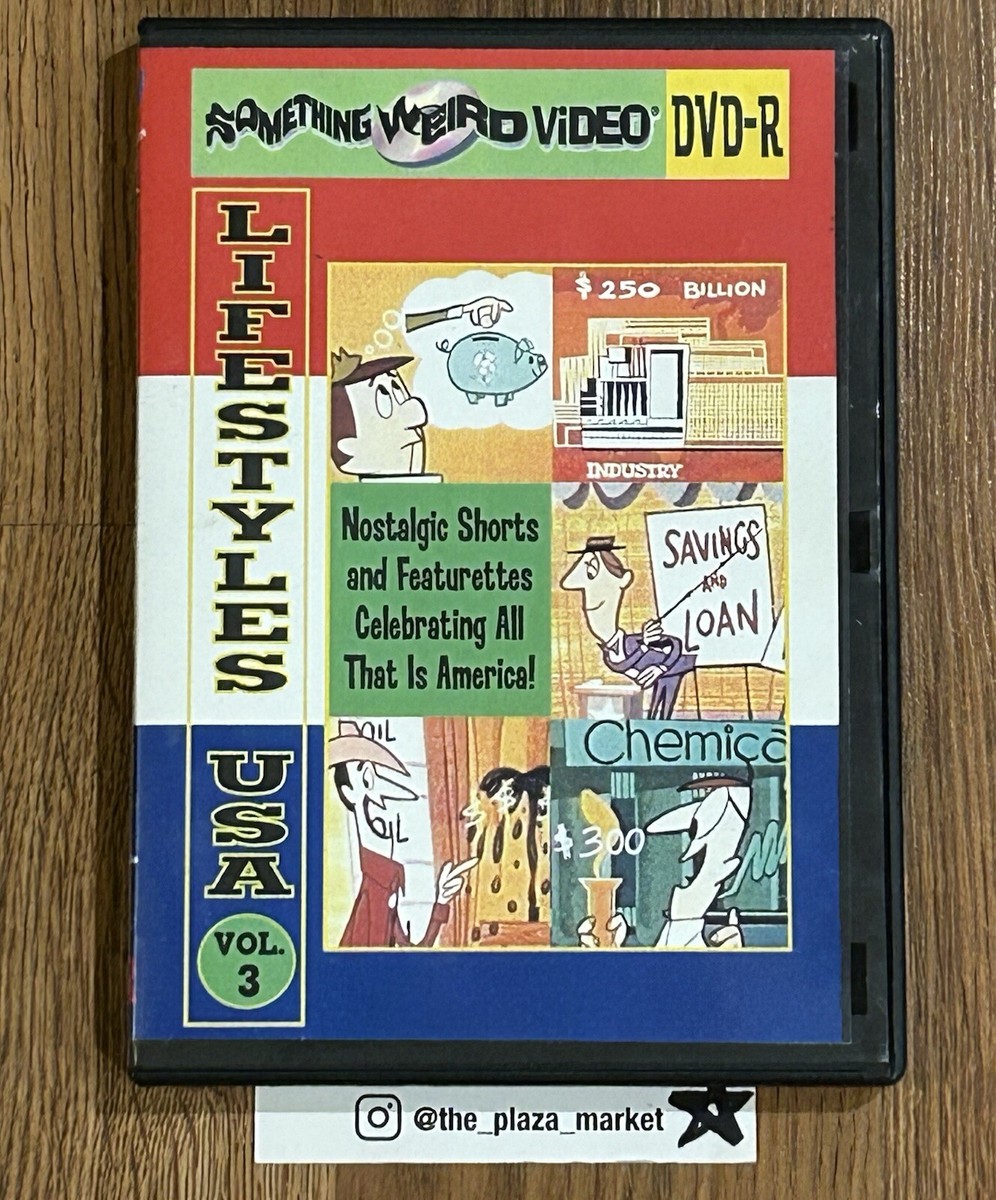 SOMETHING WEIRD ViDEO® DVD-R
LIFESTYLES
USA
VOL.
3
$250 BILLION
INDUSTRY
Nostalgic Shorts
and Featurettes
Celebrating All
That Is America!
SAVINGS
AND
LOAN
OIL
OIL
Chemica
$300
@the_plaza_market